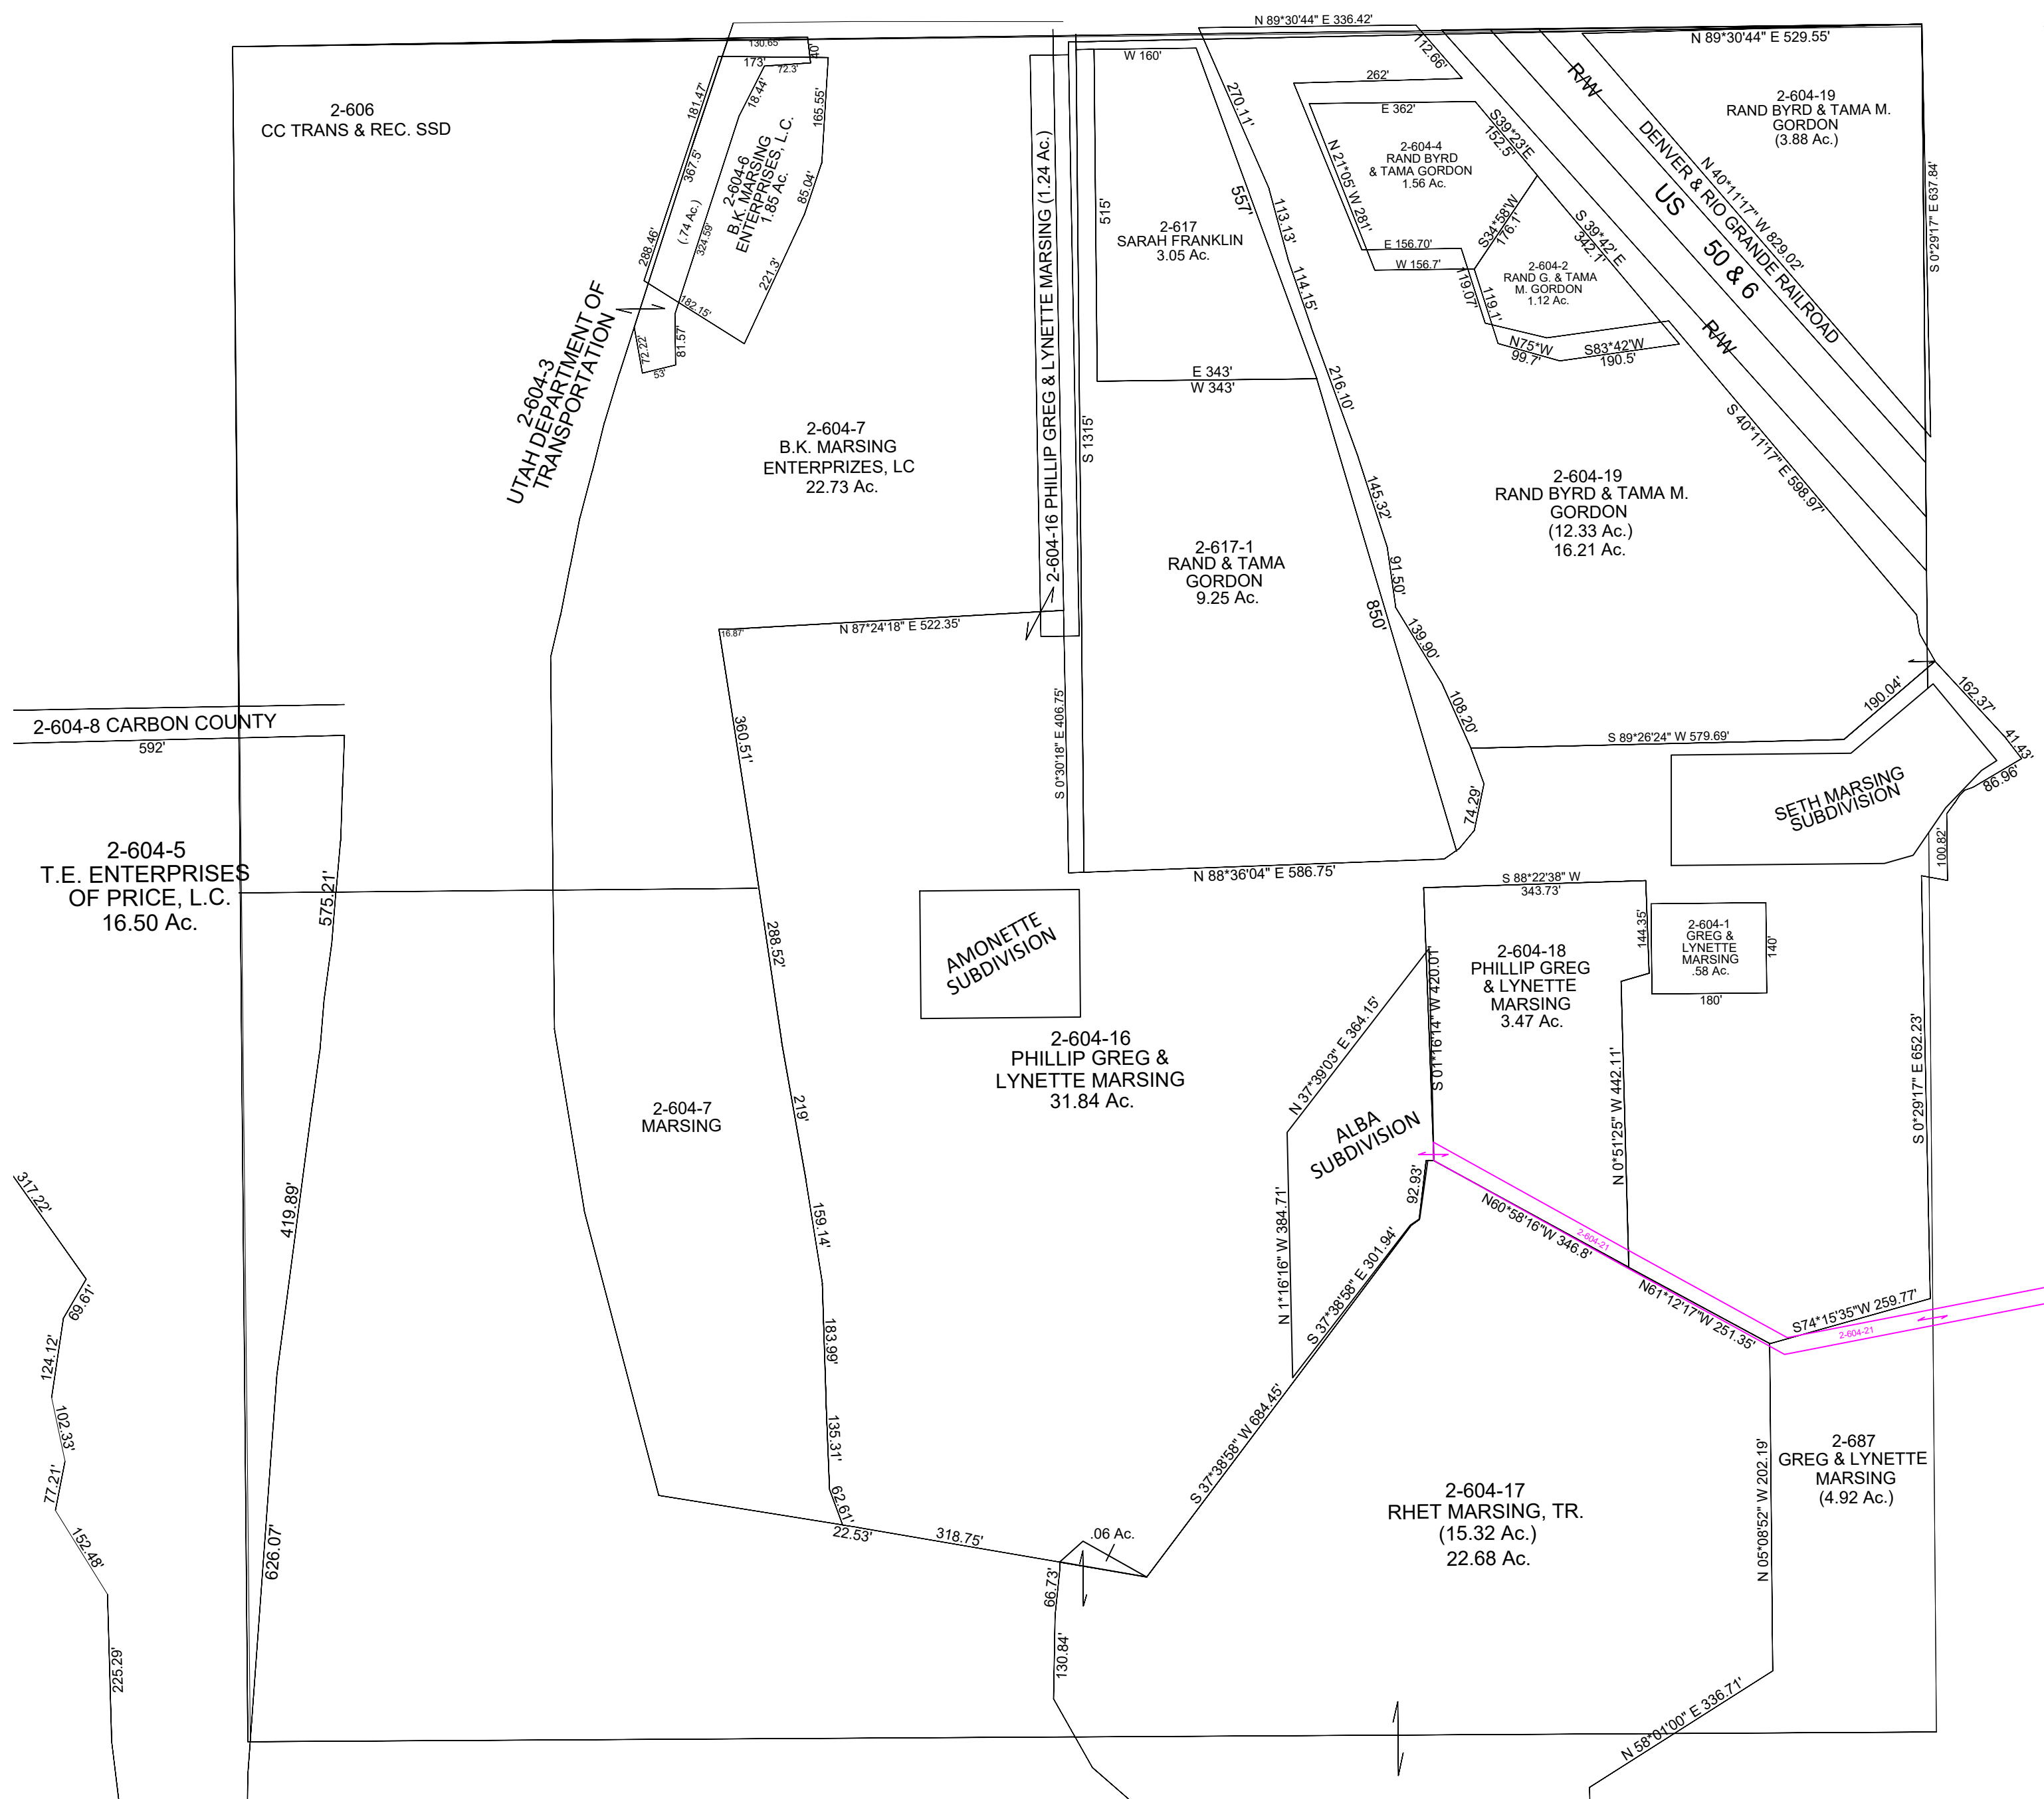 N 89*30'44" E 336.42'
N 89*30'44" E 529.55'
130.65
40'
173'
72.3'
W 160'
112.66'
262'
R/W
2-606
CC TRANS & REC. SSD
181.47'
18.44'
165.55'
270.11'
E 362'
S39*23'E
152.5'
2-604-19
RAND BYRD & TAMA M.
GORDON
(3.88 Ac.)
DENVER & RIO GRANDE RAILROAD
N 40*11'17" W 829.02'
S 0*29'17" E 637.84'
367.5'
2-604-6
B.K. MARSING
ENTERPRIZES, L.C.
1.85 Ac.
85.04'
(.74 Ac.)
324.59'
288.46'
221.3'
182.15'
2-604-16 PHILLIP GREG & LYNETTE MARSING (1.24 Ac.)
515'
557'
2-617
SARAH FRANKLIN
3.05 Ac.
113.13'
114.15'
N 21*05' W 281'
2-604-4
RAND BYRD
& TAMA GORDON
1.56 Ac.
S34*58'W
176.1'
E 156.70'
W 156.7'
119.07'
119.1'
2-604-2
RAND G. & TAMA
M. GORDON
1.12 Ac.
S 39*42' E
342.1'
US 50 & 6
R/W
N75*W
99.7'
S83*42'W
190.5'
2-604-3
UTAH DEPARTMENT OF
TRANSPORTATION
72.22'
53'
81.57'
E 343'
W 343'
216.10'
S 1315'
2-604-7
B.K. MARSING
ENTERPRIZES, LC
22.73 Ac.
S 40*11'17" E 598.97'
145.32'
2-604-19
RAND BYRD & TAMA M.
GORDON
(12.33 Ac.)
16.21 Ac.
2-617-1
RAND & TAMA
GORDON
9.25 Ac.
91.50'
850'
139.90'
16.87'
N 87*24'18" E 522.35'
108.20'
190.04'
162.37'
41.43'
86.96'
2-604-8 CARBON COUNTY
592'
360.51'
S 0*30'18" E 406.75'
S 89*26'24" W 579.69'
74.29'
SETH MARSING
SUBDIVISION
100.82'
2-604-5
T.E. ENTERPRISES
OF PRICE, L.C.
16.50 Ac.
575.21'
N 88*36'04" E 586.75'
S 88*22'38" W
343.73'
288.52'
AMONETTE
SUBDIVISION
144.35'
2-604-1
GREG &
LYNETTE
MARSING
.58 Ac.
140'
180'
2-604-18
PHILLIP GREG
& LYNETTE
MARSING
3.47 Ac.
S 01*16'14" W 420.01'
N 37*39'03" E 364.15'
2-604-16
PHILLIP GREG &
LYNETTE MARSING
31.84 Ac.
N 0*51'25" W 442.11'
S 0*29'17" E 652.23'
2-604-7
MARSING
219'
ALBA
SUBDIVISION
92.93'
317.22'
419.89'
159.14'
N 1*16'16" W 384.71'
S 37*38'58" E 301.94'
N60*58'16"W 346.8'
2-604-21
N61*12'17"W 251.35'
S74*15'35"W 259.77'
2-604-21
69.61'
124.12'
183.99'
102.33'
77.21'
135.31'
S 37*38'58" W 684.45'
N 05*08'52" W 202.19'
2-687
GREG & LYNETTE
MARSING
(4.92 Ac.)
2-604-17
RHET MARSING, TR.
(15.32 Ac.)
22.68 Ac.
62.61'
22.53'
318.75'
.06 Ac.
152.48'
626.07'
66.73'
130.84'
225.29'
N 58*01'00" E 336.71'